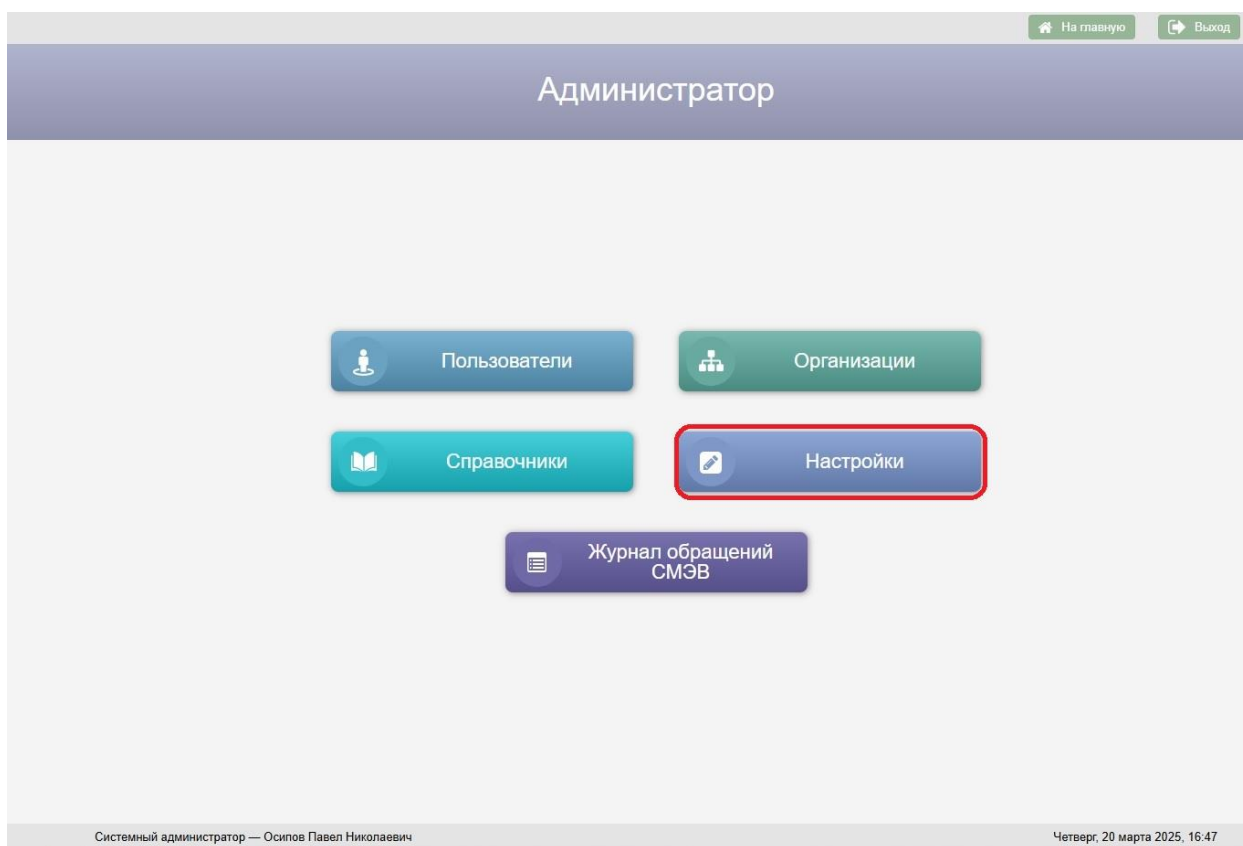 На главную
Выход
Администратор
Пользователи
Организации
Справочники
Настройки
Журнал обращений
СМЭВ
Системный администратор — Осипов Павел Николаевич
Четверг, 20 марта 2025, 16:47